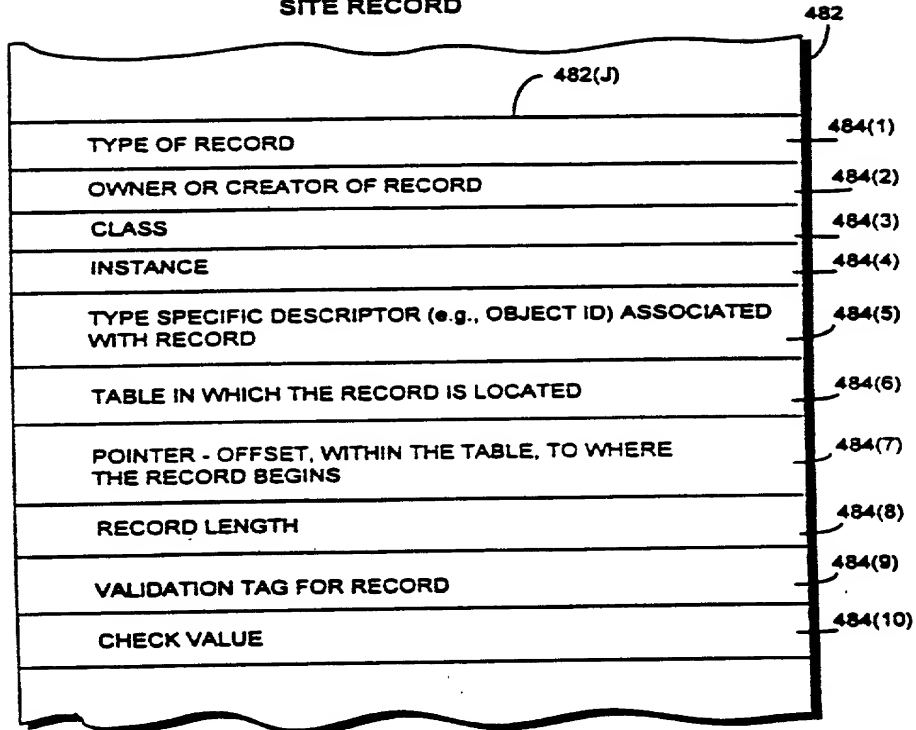 SITE RECORD
482
482(J)
TYPE OF RECORD
484(1)
OWNER OR CREATOR OF RECORD
484(2)
CLASS
484(3)
INSTANCE
484(4)
TYPE SPECIFIC DESCRIPTOR (e.g., OBJECT ID) ASSOCIATED
WITH RECORD
484(5)
TABLE IN WHICH THE RECORD IS LOCATED
484(6)
POINTER - OFFSET, WITHIN THE TABLE, TO WHERE
THE RECORD BEGINS
484(7)
RECORD LENGTH
484(8)
VALIDATION TAG FOR RECORD
484(9)
CHECK VALUE
484(10)